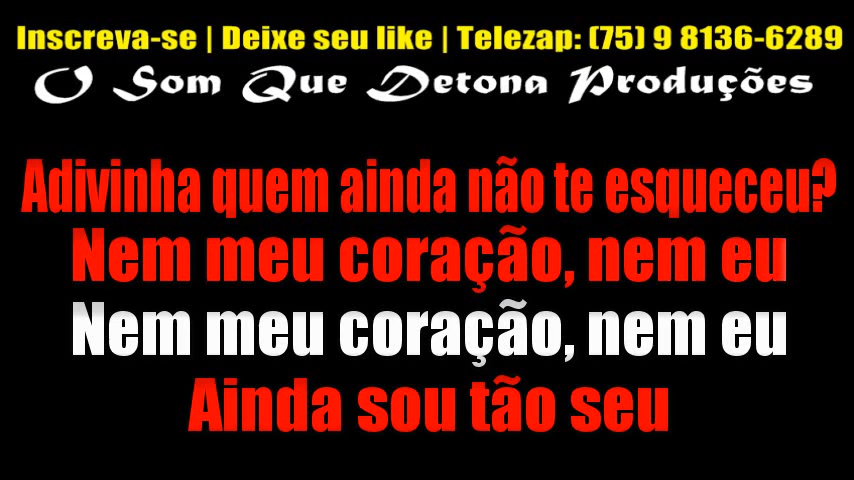 Inscreva-se | Deixe seu like | Telezap: (75) 9 8136-6289
O Som Que Detona Produções
Adivinha quem ainda não te esqueceu?
Nem meu coração, nem eu
Nem meu coração, nem eu
Ainda sou tão seu